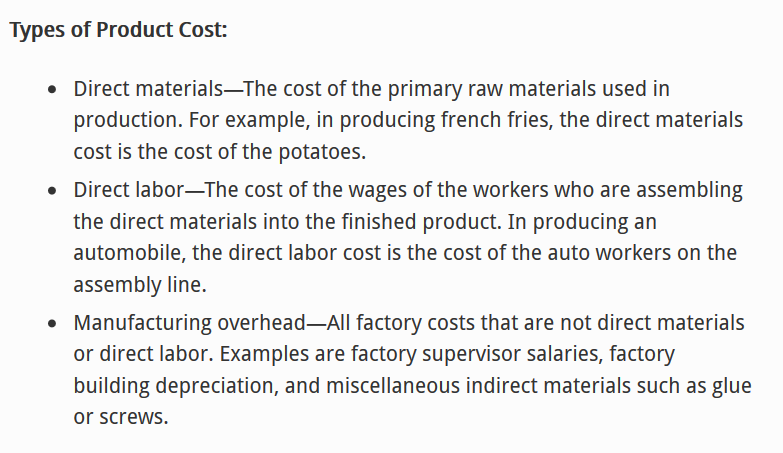 Types of Product Cost:
• Direct materials—The cost of the primary raw materials used in
production. For example, in producing french fries, the direct materials
cost is the cost of the potatoes.
• Direct labor—The cost of the wages of the workers who are assembling
the direct materials into the finished product. In producing an
automobile, the direct labor cost is the cost of the auto workers on the
assembly line.
• Manufacturing overhead—All factory costs that are not direct materials
or direct labor. Examples are factory supervisor salaries, factory
building depreciation, and miscellaneous indirect materials such as glue
or screws.